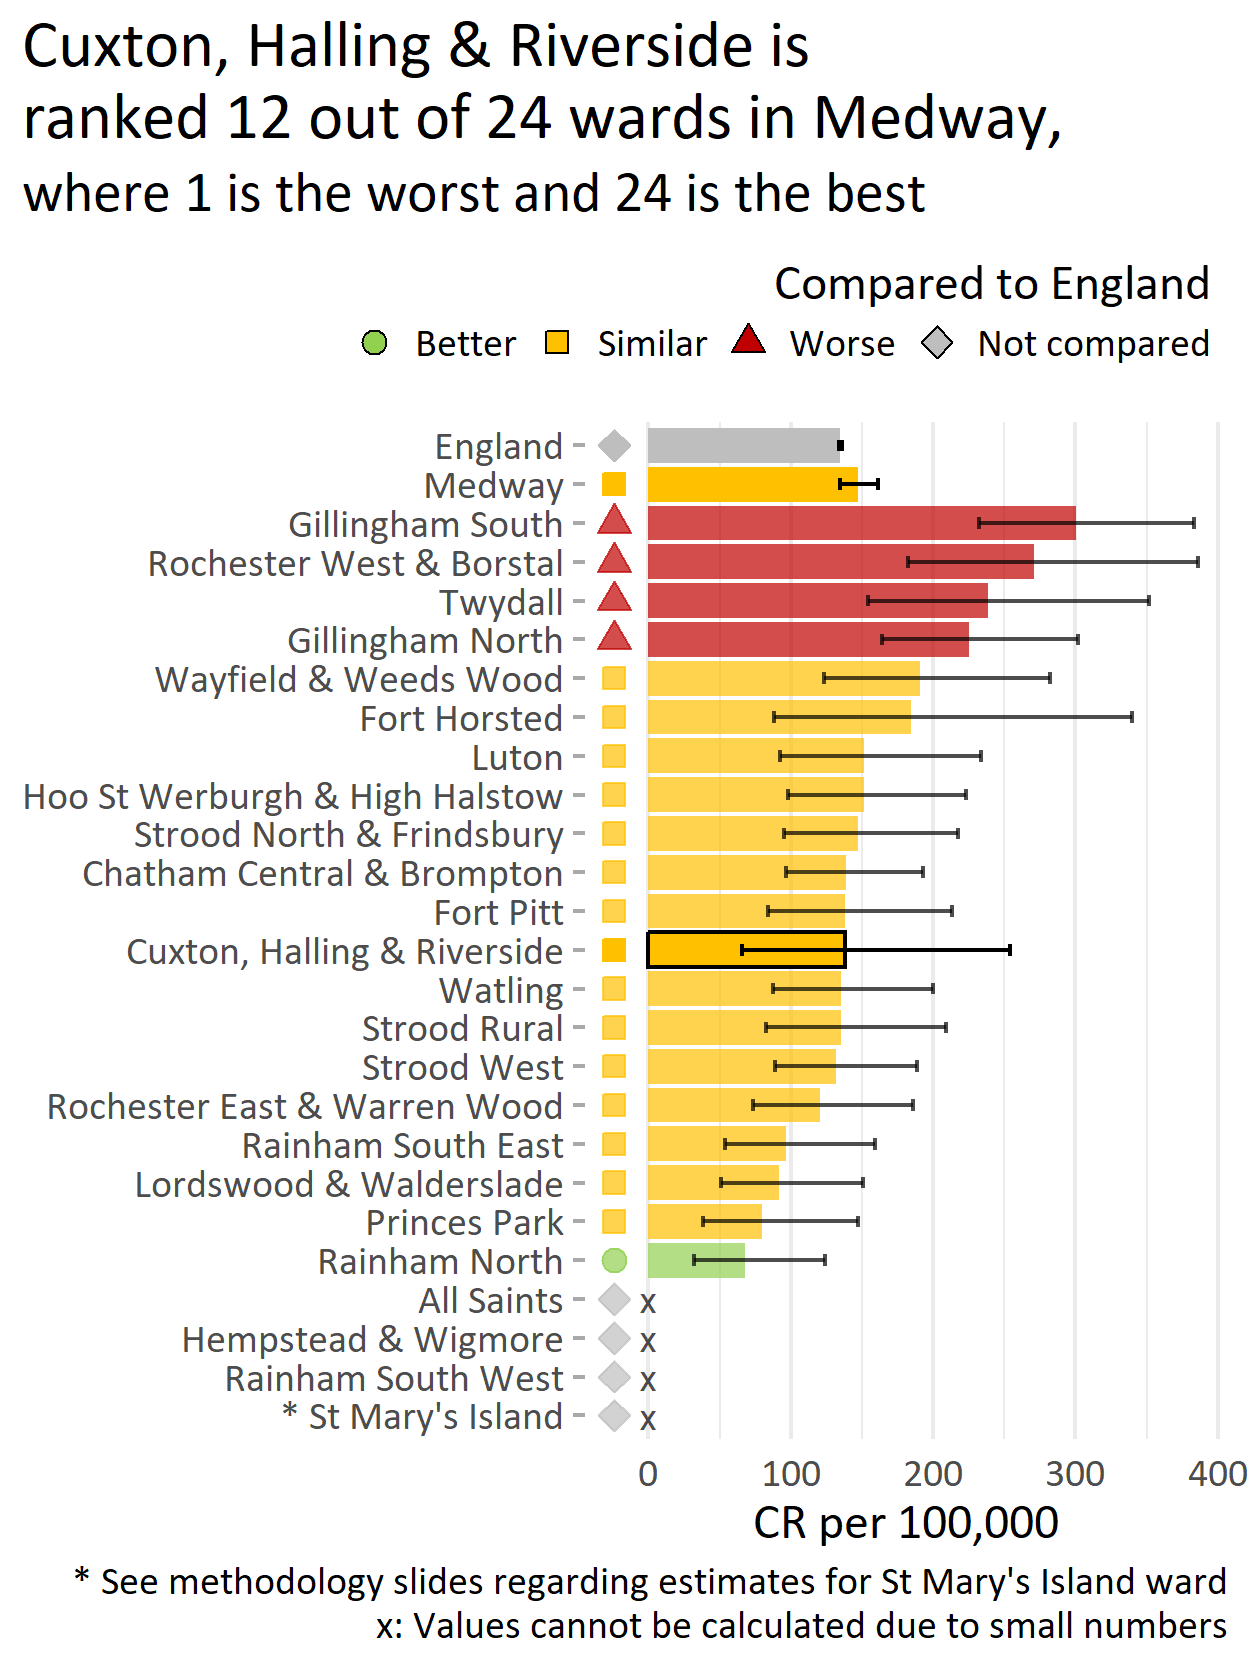 Cuxton, Halling & Riverside is
ranked 12 out of 24 wards in Medway,
where 1 is the worst and 24 is the best
Compared to England
Better Similar Worse Not compared
England
Medway
Gillingham South
Rochester West & Borstal
Twydall
Gillingham North
Wayfield & Weeds Wood
Fort Horsted
Luton
Hoo St Werburgh & High Halstow
Strood North & Frindsbury
Chatham Central & Brompton
Fort Pitt
Cuxton, Halling & Riverside
Watling
Strood Rural
Strood West
Rochester East & Warren Wood
Rainham South East
Lordswood & Walderslade
Princes Park
Rainham North
All Saints x
Hempstead & Wigmore x
Rainham South West x
* St Mary's Island x
0 100 200 300 400
CR per 100,000
* See methodology slides regarding estimates for St Mary's Island ward
x: Values cannot be calculated due to small numbers